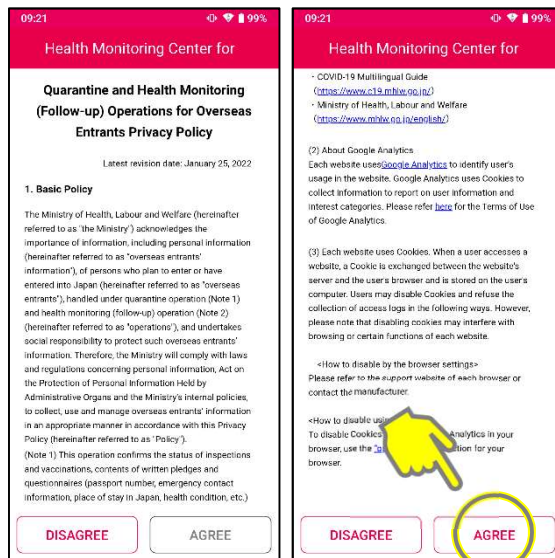 09:21
99%
Health Monitoring Center for
Quarantine and Health Monitoring
(Follow-up) Operations for Overseas
Entrants Privacy Policy
Latest revision date: January 25, 2022
1. Basic Policy
The Ministry of Health, Labour and Welfare (hereinafter
referred to as "the Ministry") acknowledges the
importance of information, including personal information
(hereinafter referred to as "overseas entrants'
information"), of persons who plan to enter or have
entered into Japan (hereinafter referred to as "overseas
entrants"), handled under quarantine operation (Note 1)
and health monitoring (follow-up) operation (Note 2)
(hereinafter referred to as "operations"), and undertakes
social responsibility to protect such overseas entrants'
information. Therefore, the Ministry will comply with laws
and regulations concerning personal information, Act on
the Protection of Personal Information Held by
Administrative Organs and the Ministry's internal policies,
to collect, use and manage overseas entrants' information
in an appropriate manner in accordance with this Privacy
Policy (hereinafter referred to as "Policy").
(Note 1) This operation confirms the status of inspections
and vaccinations, contents of written pledges and
questionnaires (passport number, emergency contact
information, place of stay in Japan, health condition, etc.)
DISAGREE
AGREE
09:21
99%
Health Monitoring Center for
・COVID-19 Multilingual Guide
(https://www.c19.mhlw.go.jp/)
・Ministry of Health, Labour and Welfare
(https://www.mhlw.go.jp/english/)
(2) About Google Analytics
Each website usesGoogle Analytics to identify user's
usage in the website. Google Analytics uses Cookies to
collect information to report on user information and
interest categories. Please refer here for the Terms of Use
of Google Analytics.
(3) Each website uses Cookies. When a user accesses a
website, a Cookie is exchanged between the website's
server and the user's browser and is stored on the user's
computer. Users may disable Cookies and refuse the
collection of access logs in the following ways. However,
please note that disabling cookies may interfere with
browsing or certain functions of each website.
<How to disable by the browser settings>
Please refer to the support website of each browser or
contact the manufacturer.
<How to disable
To disable Cookies Analytics in your
browser, use the for your
browser.
DISAGREE
AGREE